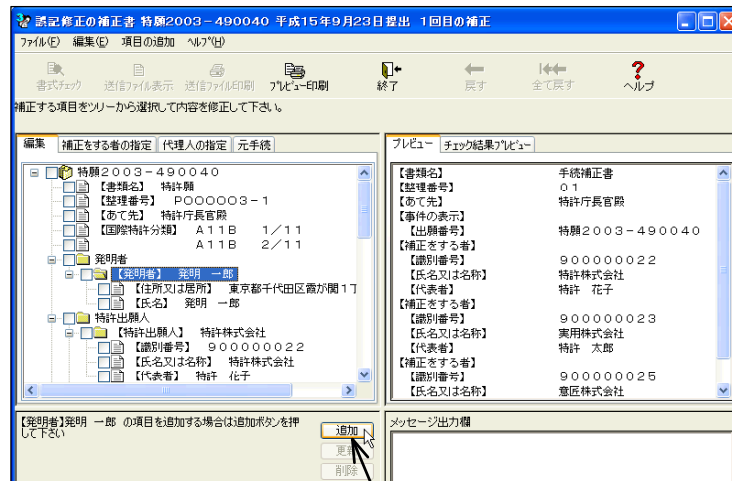 誤記修正の補正書 特願2003－490040 平成15年9月23日提出 1回目の補正
ファイル(F) 編集(E) 項目の追加 ヘルプ(H)
書式チェック 送信ファイル表示 送信ファイル印刷 プレビュー印刷 終了 戻す 全て戻す ヘルプ
補正する項目をツリーから選択して内容を修正して下さい。
編集 補正をする者の指定 代理人の指定 元手続
特願２００３－４９００４０
【書類名】 特許願
【整理番号】 Ｐ０００００３－１
【あて先】 特許庁長官殿
【国際特許分類】 Ａ１１Ｂ １／１１
Ａ１１Ｂ ２／１１
発明者
【発明者】 発明 一郎
【住所又は居所】 東京都千代田区霞が関１丁
【氏名】 発明 一郎
特許出願人
【特許出願人】 特許株式会社
【識別番号】 ９０００００００２２
【氏名又は名称】 特許株式会社
【代表者】 特許 花子
【発明者】発明 一郎 の項目を追加する場合は追加ボタンを押
して下さい
追加
更新
削除
プレビュー チェック結果プレビュー
【書類名】 手続補正書
【整理番号】 ０１
【あて先】 特許庁長官殿
【事件の表示】
【出願番号】 特願２００３－４９００４０
【補正をする者】
【識別番号】 ９０００００００２２
【氏名又は名称】 特許株式会社
【代表者】 特許 花子
【補正をする者】
【識別番号】 ９０００００００２３
【氏名又は名称】 実用株式会社
【代表者】 特許 太郎
【補正をする者】
【識別番号】 ９０００００００２５
【氏名又は名称】 意匠株式会社
メッセージ出力欄